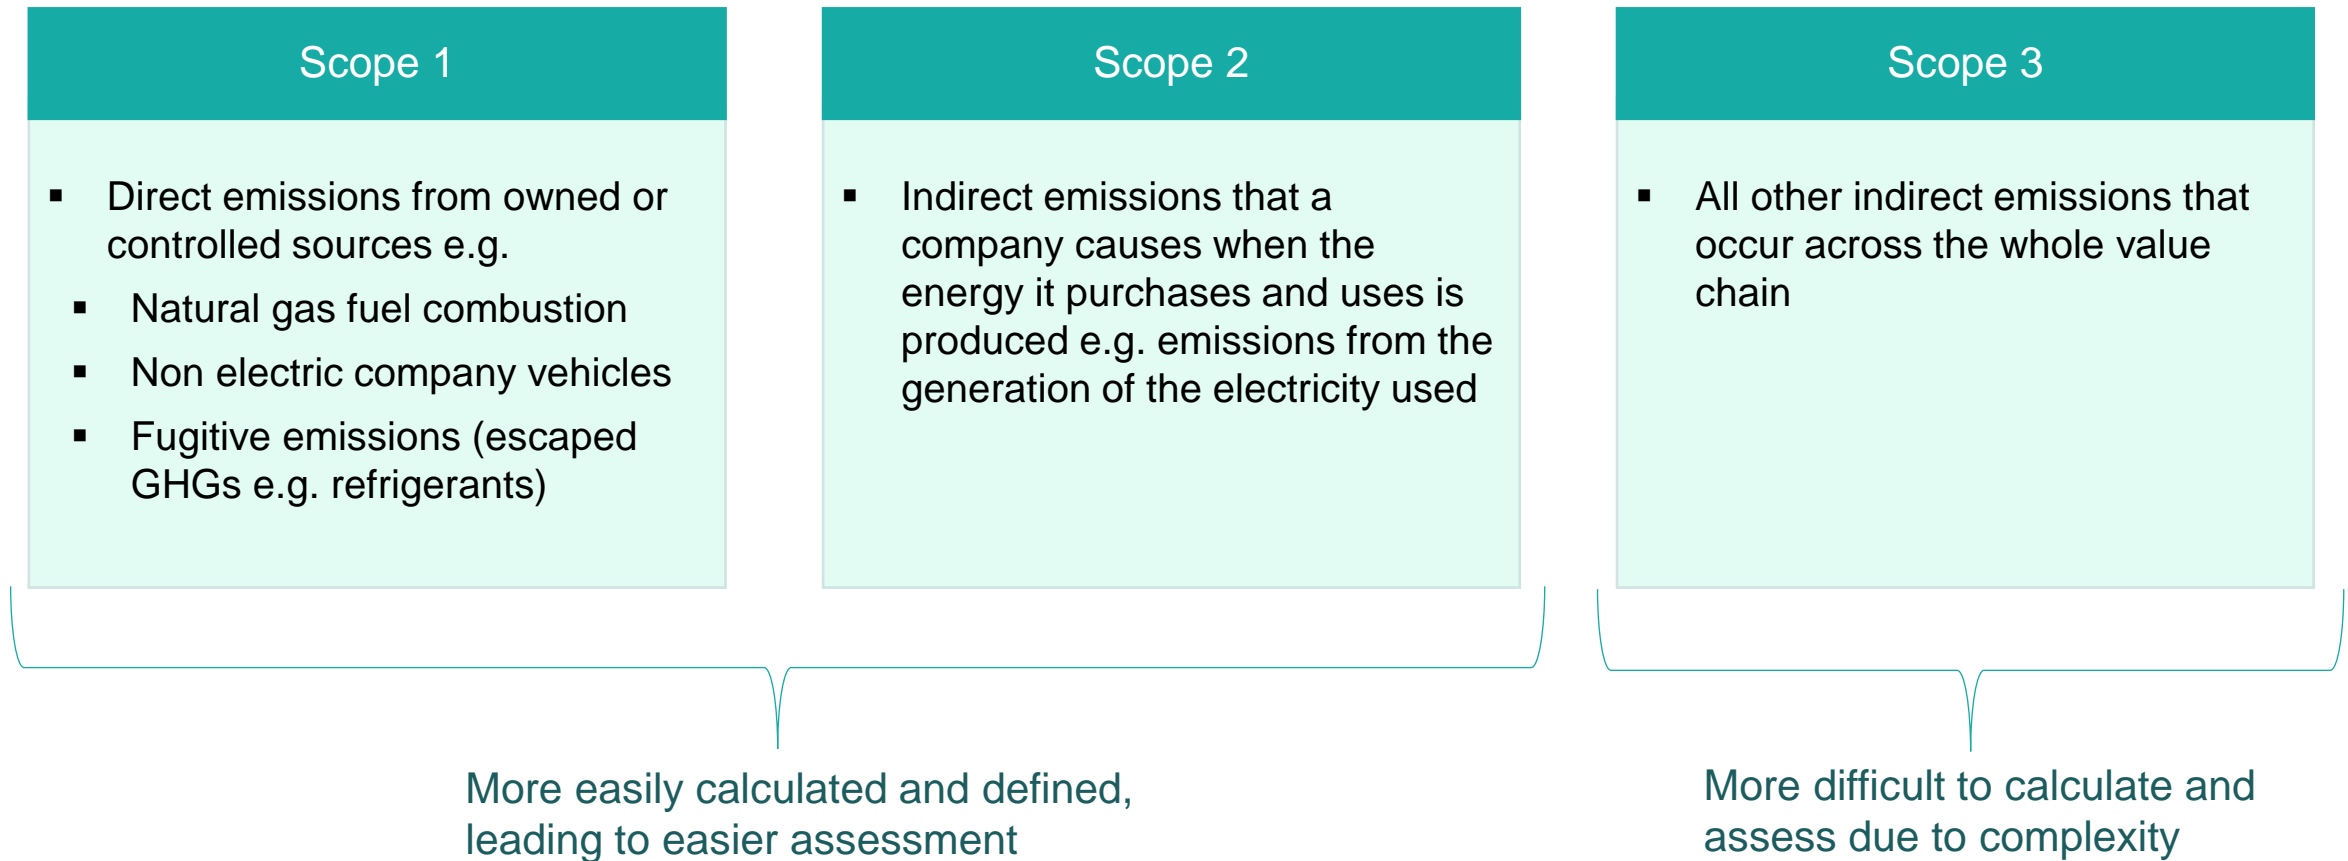 Scope 1
▪ Direct emissions from owned or
controlled sources e.g.
▪ Natural gas fuel combustion
▪ Non electric company vehicles
▪ Fugitive emissions (escaped
GHGs e.g. refrigerants)
Scope 2
▪ Indirect emissions that a
company causes when the
energy it purchases and uses is
produced e.g. emissions from the
generation of the electricity used
Scope 3
▪ All other indirect emissions that
occur across the whole value
chain
More easily calculated and defined,
leading to easier assessment
More difficult to calculate and
assess due to complexity